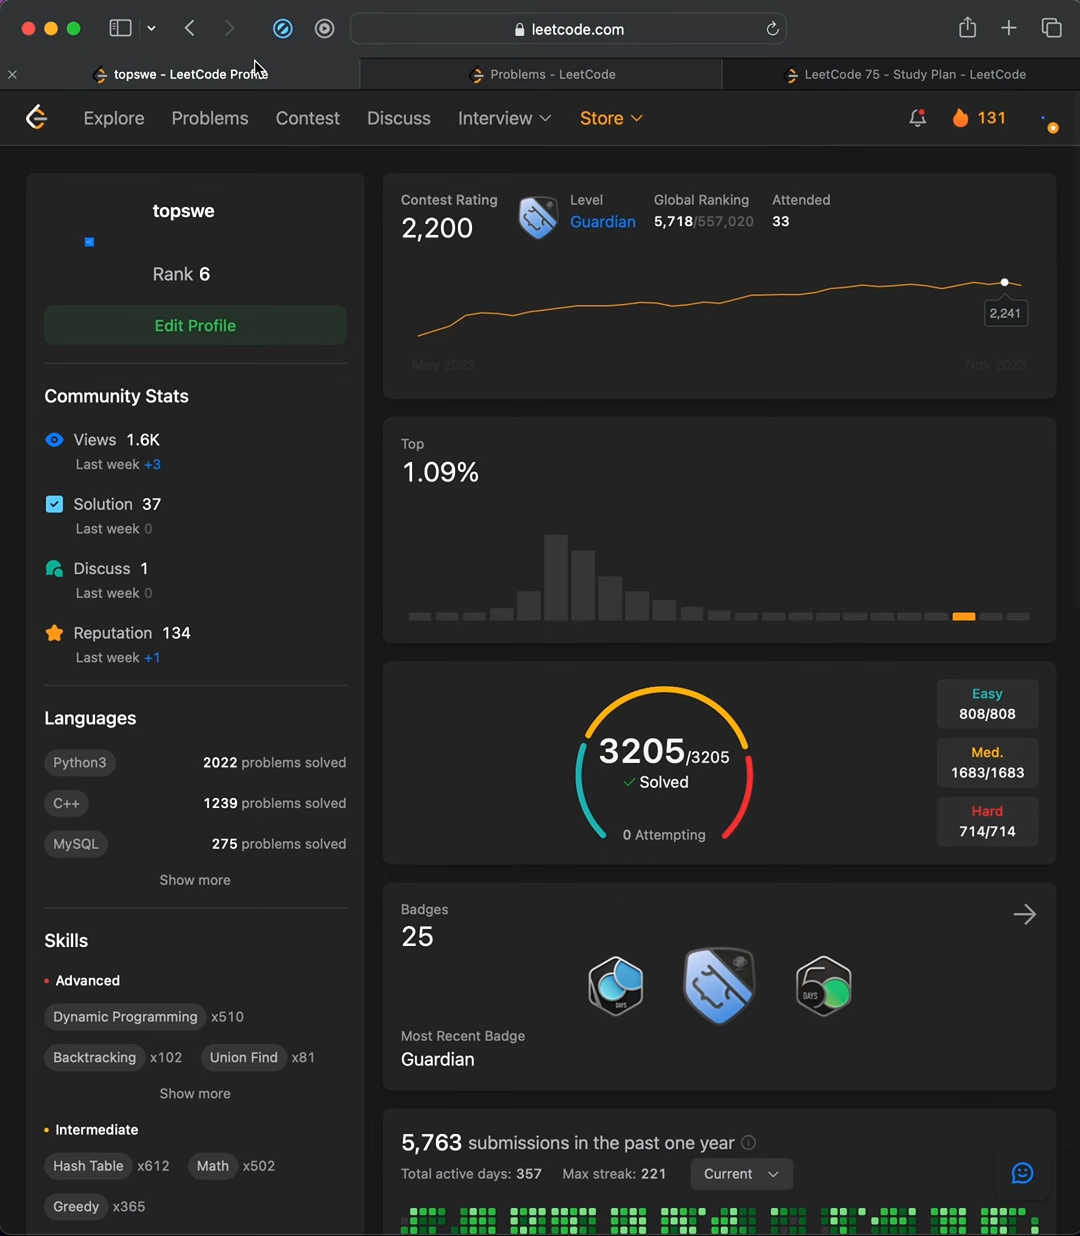 leetcode.com
topswe - LeetCode Profile
Problems - LeetCode
LeetCode 75 - Study Plan - LeetCode
Explore
Problems
Contest
Discuss
Interview
Store
131
topswe
Rank 6
Edit Profile
Community Stats
Views 1.6K
Last week +3
Solution 37
Last week 0
Discuss 1
Last week 0
Reputation 134
Last week +1
Languages
Python3 2022 problems solved
C++ 1239 problems solved
MySQL 275 problems solved
Show more
Skills
Advanced
Dynamic Programming x510
Backtracking x102 Union Find x81
Show more
Intermediate
Hash Table x612 Math x502
Greedy x365
Contest Rating
2,200
Level
Guardian
Global Ranking
5,718/557,020
Attended
33
2,241
May 2023
Nov 2023
Top
1.09%
3205/3205
Solved
0 Attempting
Easy
808/808
Med.
1683/1683
Hard
714/714
Badges
25
DAYS
50
DAYS
Most Recent Badge
Guardian
5,763 submissions in the past one year
Total active days: 357 Max streak: 221 Current